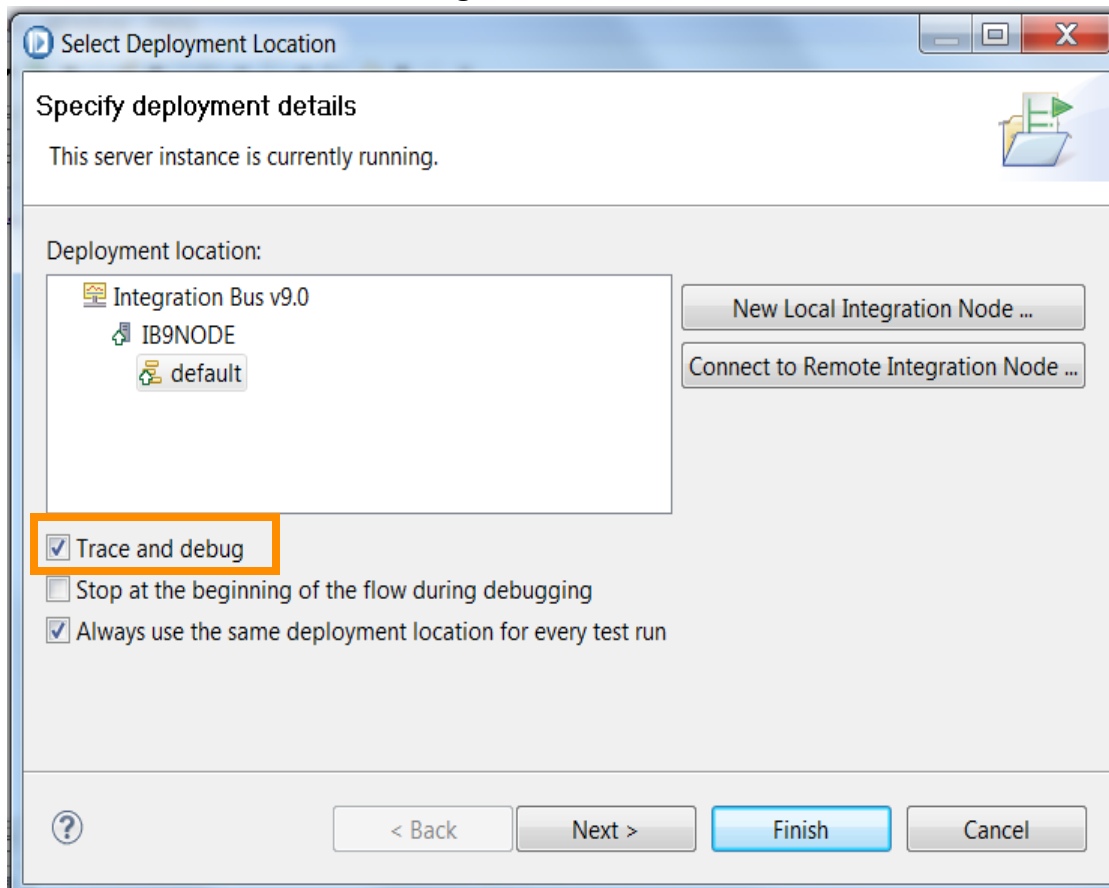 Select Deployment Location
Specify deployment details
This server instance is currently running.
Deployment location:
Integration Bus v9.0
IB9NODE
default
New Local Integration Node ...
Connect to Remote Integration Node ...
Trace and debug
Stop at the beginning of the flow during debugging
Always use the same deployment location for every test run
< Back Next > Finish Cancel